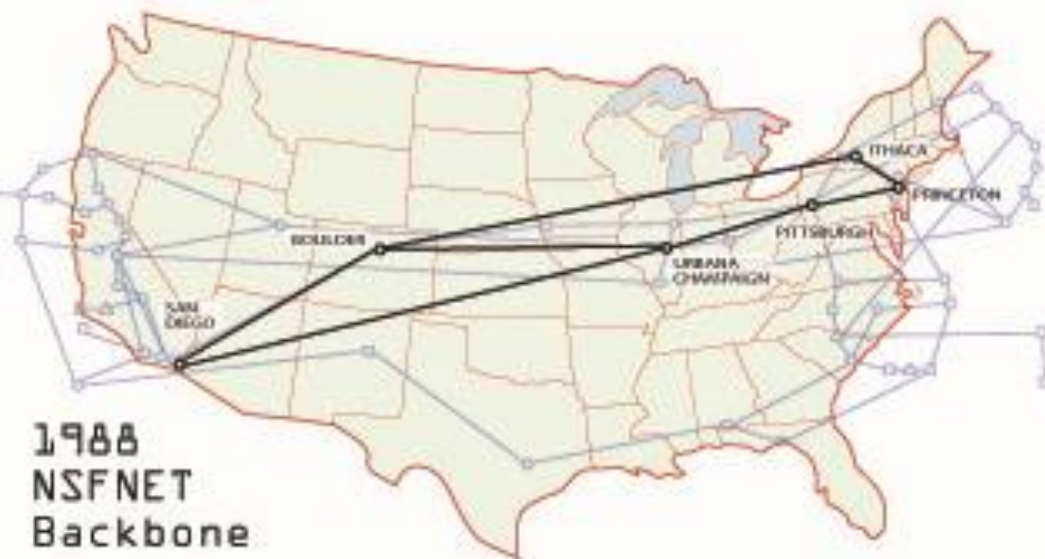 ITHACA
PRINCETON
BOULDER
PITTSBURGH
URBANA
CHAMPAIGN
SAN
DIEGO
1988
NSFNET
Backbone